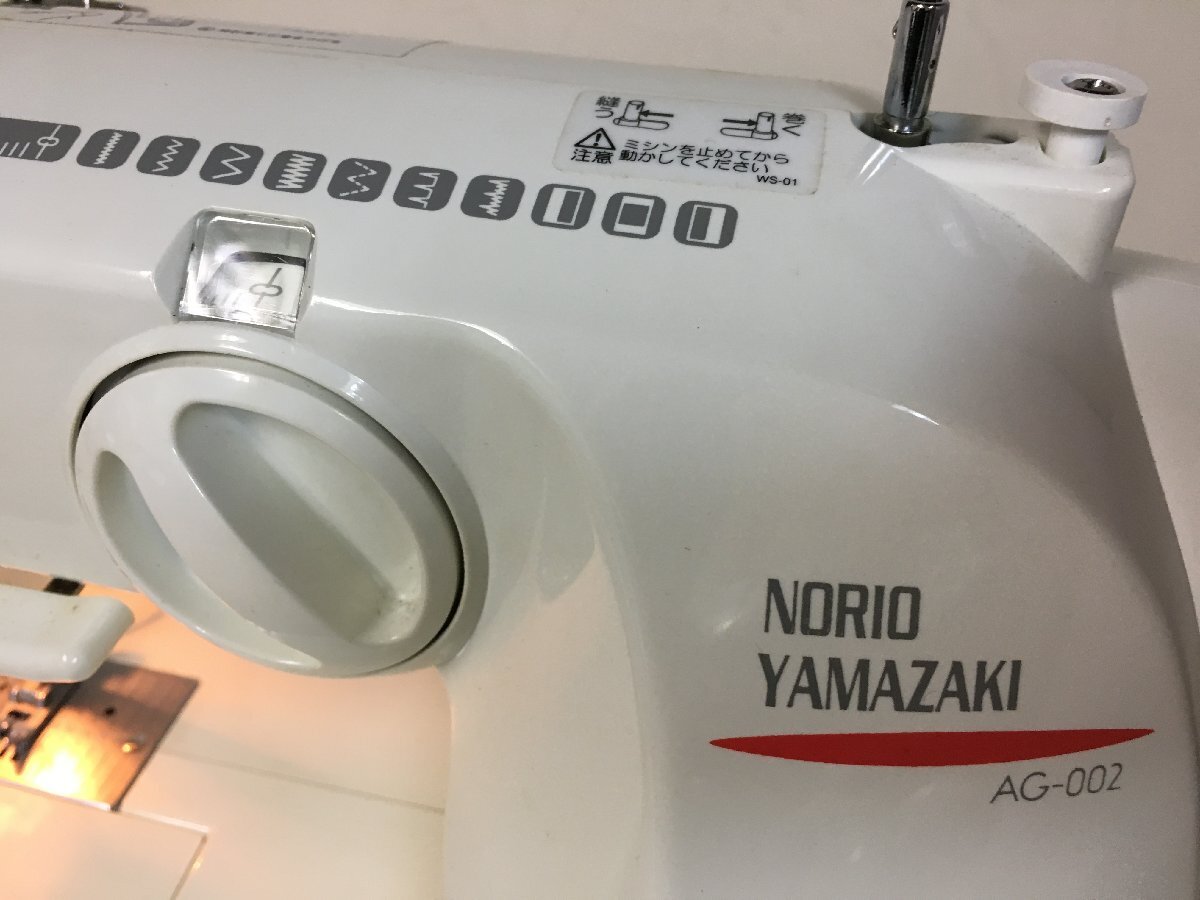 縫う
巻く
注意
ミシンを止めてから
動かしてください
WS-01
NORIO
YAMAZAKI
AG-002